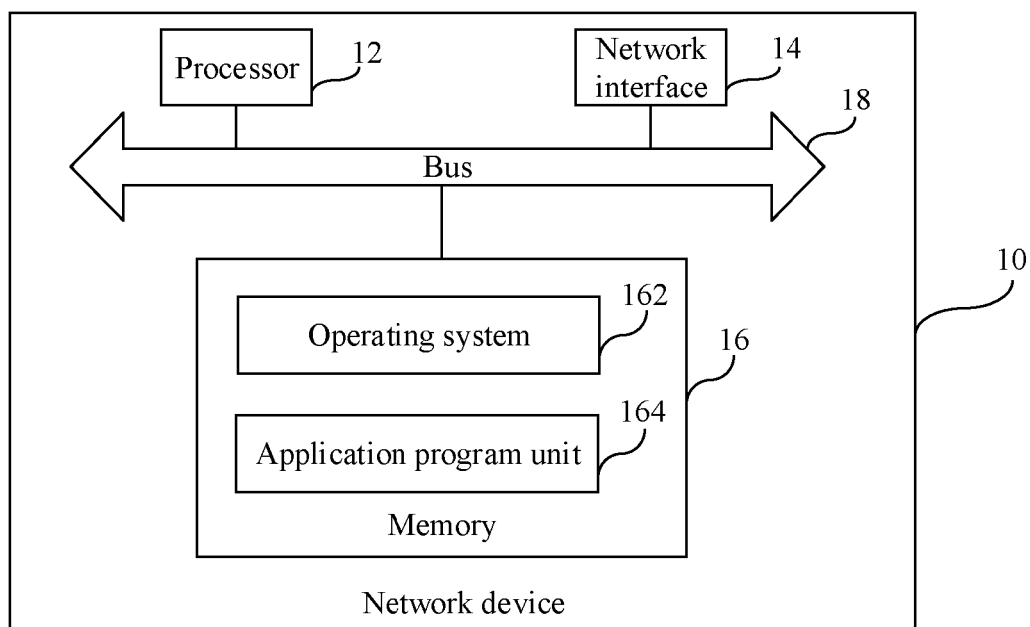 Processor
12
Network
interface
14
18
Bus
10
162
Operating system
16
164
Application program unit
Memory
Network device